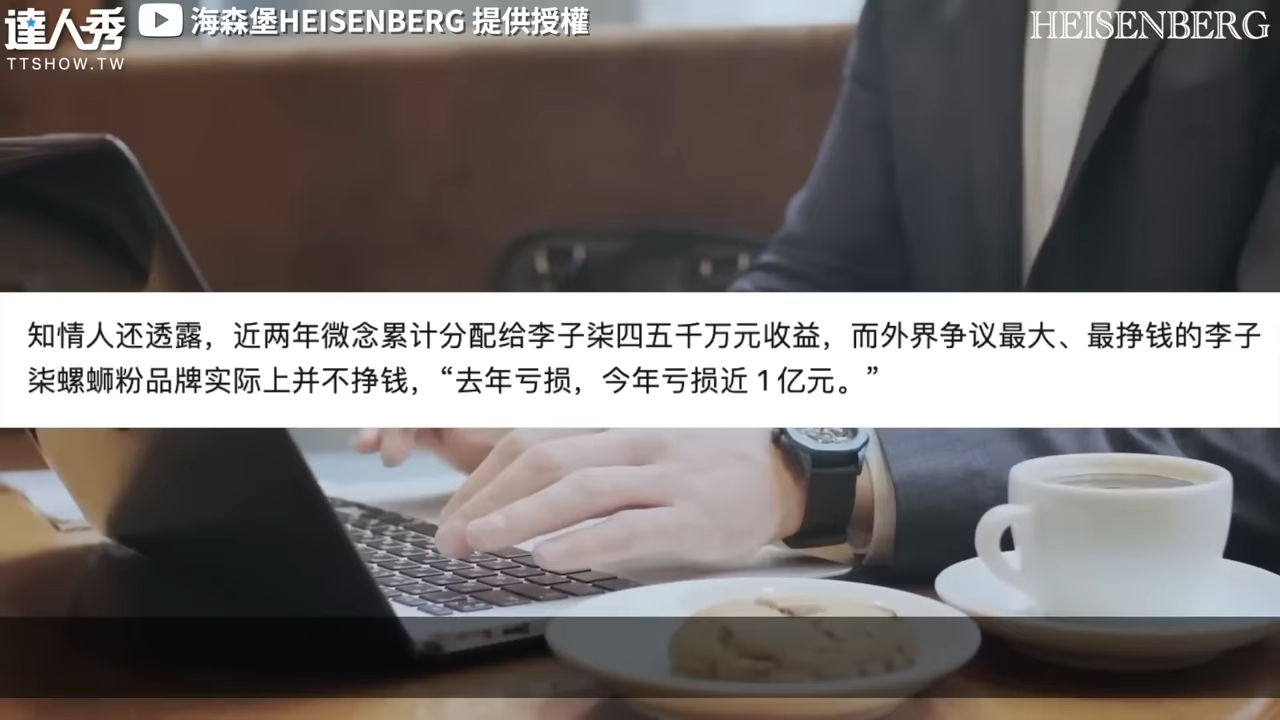 達人秀
TTSHOW.TW
海森堡HEISENBERG 提供授權
HEISENBERG
知情人还透露，近两年微念累计分配给李子柒四五千万元收益，而外界争议最大、最挣钱的李子
柒螺蛳粉品牌实际上并不挣钱，“去年亏损，今年亏损近 1 亿元。”